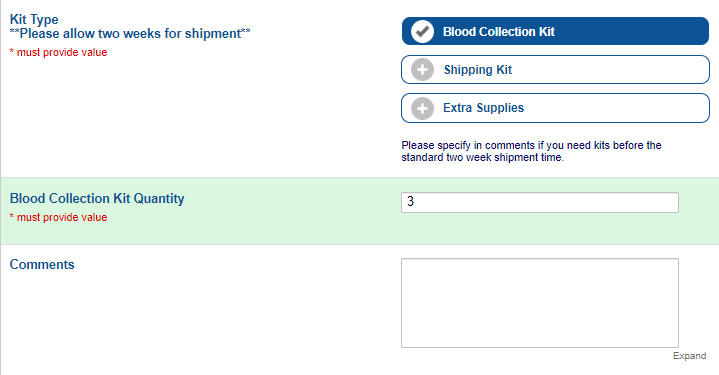 Kit Type
**Please allow two weeks for shipment**
* must provide value
Blood Collection Kit
Shipping Kit
Extra Supplies
Please specify in comments if you need kits before the
standard two week shipment time.
Blood Collection Kit Quantity
* must provide value
3
Comments
Expand